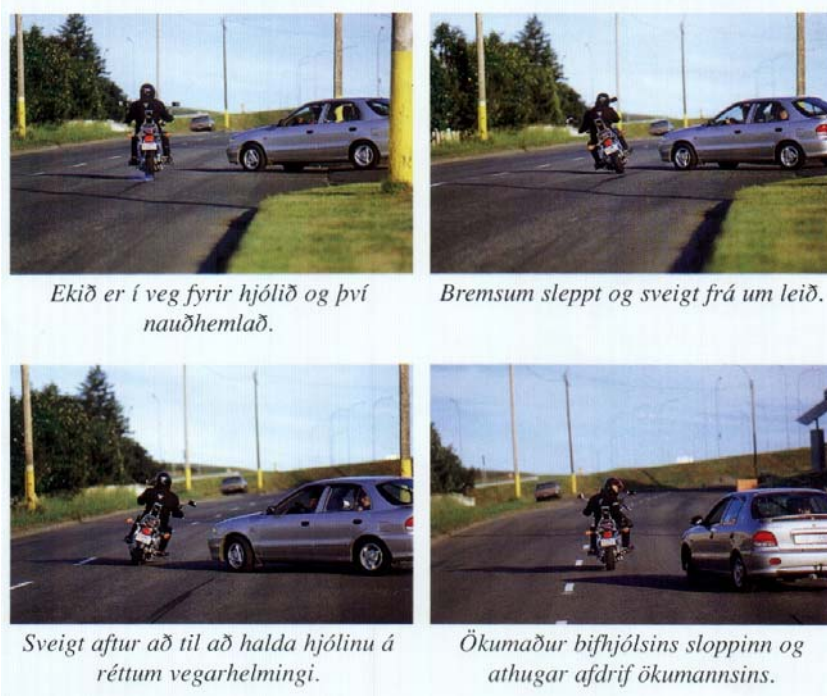 Ekið er í veg fyrir hjólið og því
nauðhemlað.
Bremsum sleppt og sveigt frá um leið.
Sveigt aftur að til að halda hjólinu á
réttum vegarhelmingi.
Ökumaður bifhjólsins sloppinn og
athugar afdrif ökumannsins.